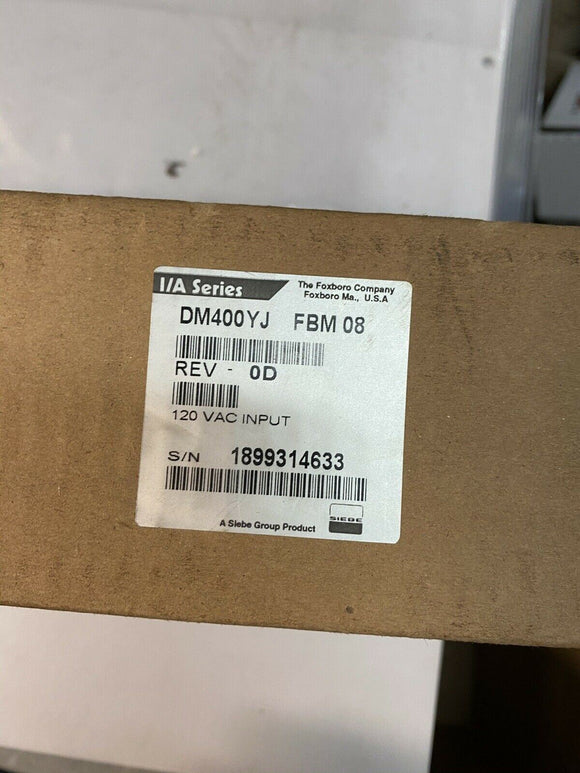 I/A Series
The Foxboro Company
Foxboro Ma., U.S.A
DM400YJ FBM 08
REV - 0D
120 VAC INPUT
S/N 1899314633
A Siebe Group Product
SIEBE